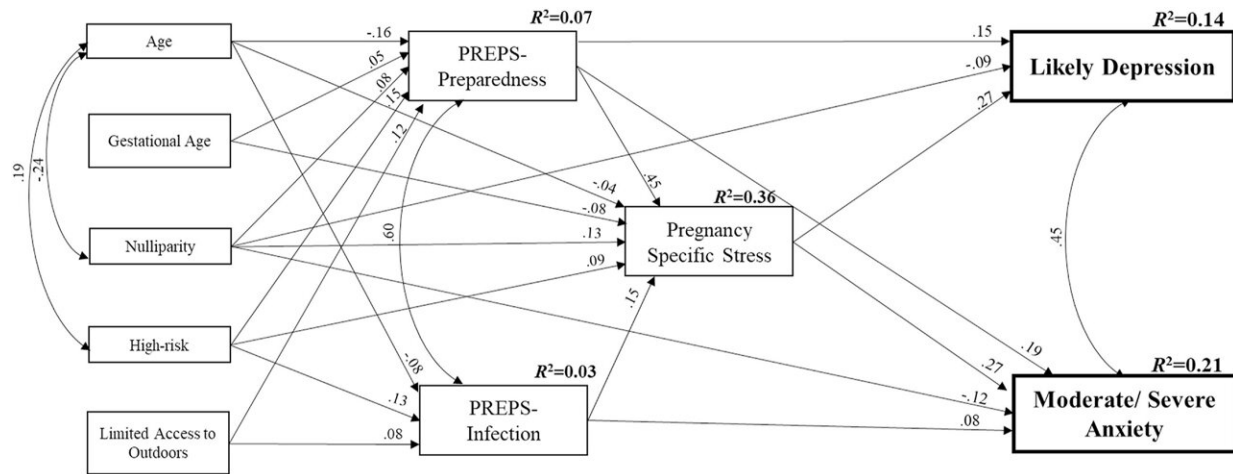 R²=0.07
R²=0.14
Age
-.16
PREPS-
Preparedness
.15
Likely Depression
.05
.08
.15
.12
-.09
.27
Gestational Age
.19
-.24
.45
R²=0.36
-.04
-.08
Pregnancy
Specific Stress
.13
.09
Nulliparity
.60
.45
.15
High-risk
-.08
R²=0.03
.19
R²=0.21
.27
-.12
.13
PREPS-
Infection
.08
.08
Moderate/ Severe
Anxiety
Limited Access to
Outdoors